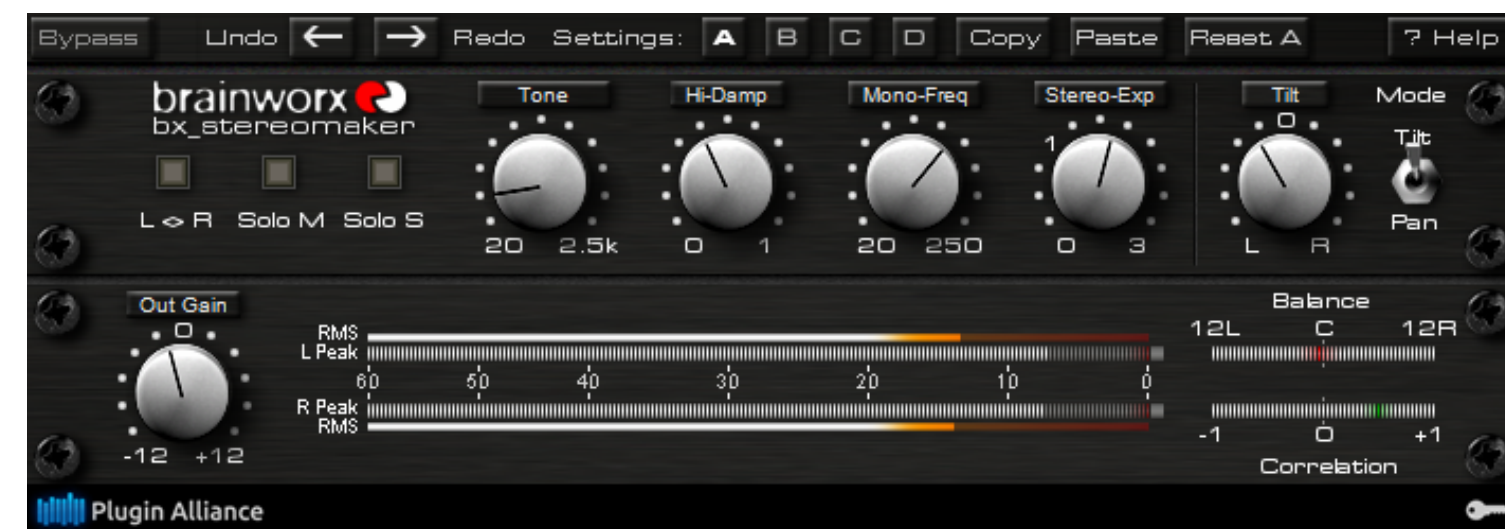 Bypass Undo ← → Redo Settings: A B C D Copy Paste Reset A ? Help
brainworx
bx_stereomaker
Tone Hi-Damp Mono-Freq Stereo-Exp Tilt Mode
0
1
Tilt
L <> R Solo M Solo S
Pan
20 2.5k 0 1 20 250 0 3 L R
Out Gain
0
-12 +12
RMS
L Peak
60 50 40 30 20 10 0
R Peak
RMS
Balance
12L C 12R
-1 0 +1
Correlation
Plugin Alliance